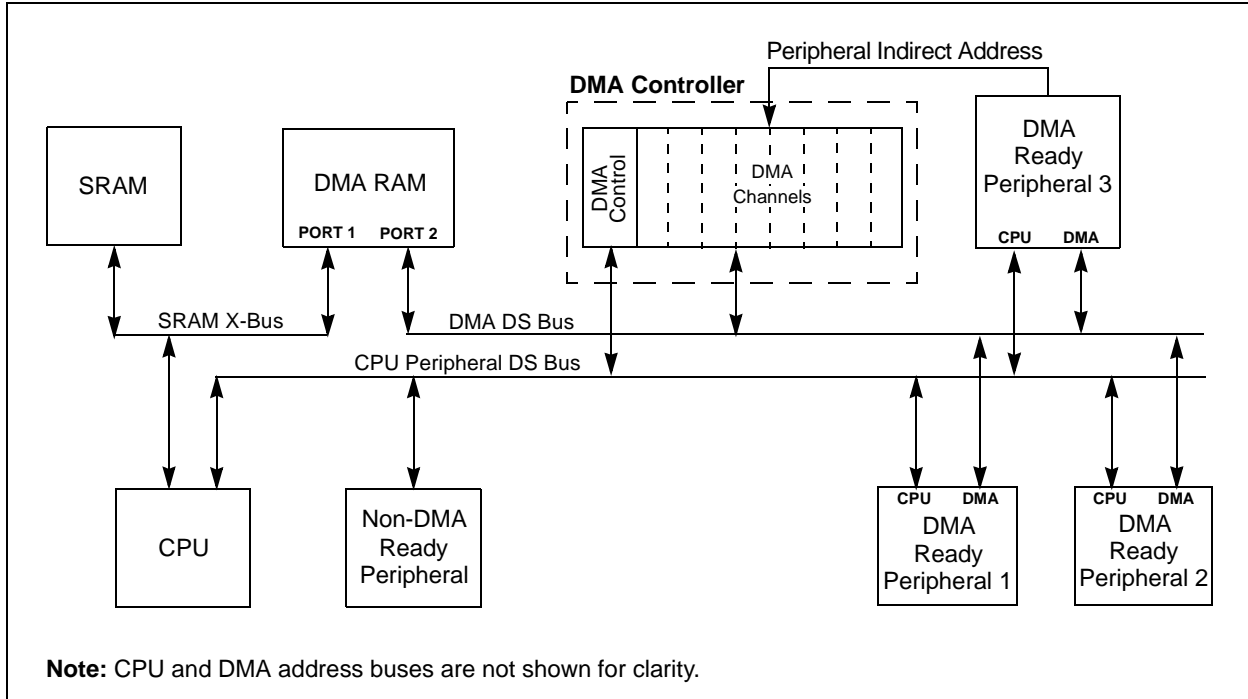 Peripheral Indirect Address
DMA Controller
SRAM
DMA RAM
PORT 1 PORT 2
DMA
Control
DMA
Channels
DMA
Ready
Peripheral 3
CPU DMA
SRAM X-Bus
DMA DS Bus
CPU Peripheral DS Bus
CPU
Non-DMA
Ready
Peripheral
CPU DMA
DMA
Ready
Peripheral 1
CPU DMA
DMA
Ready
Peripheral 2
Note: CPU and DMA address buses are not shown for clarity.